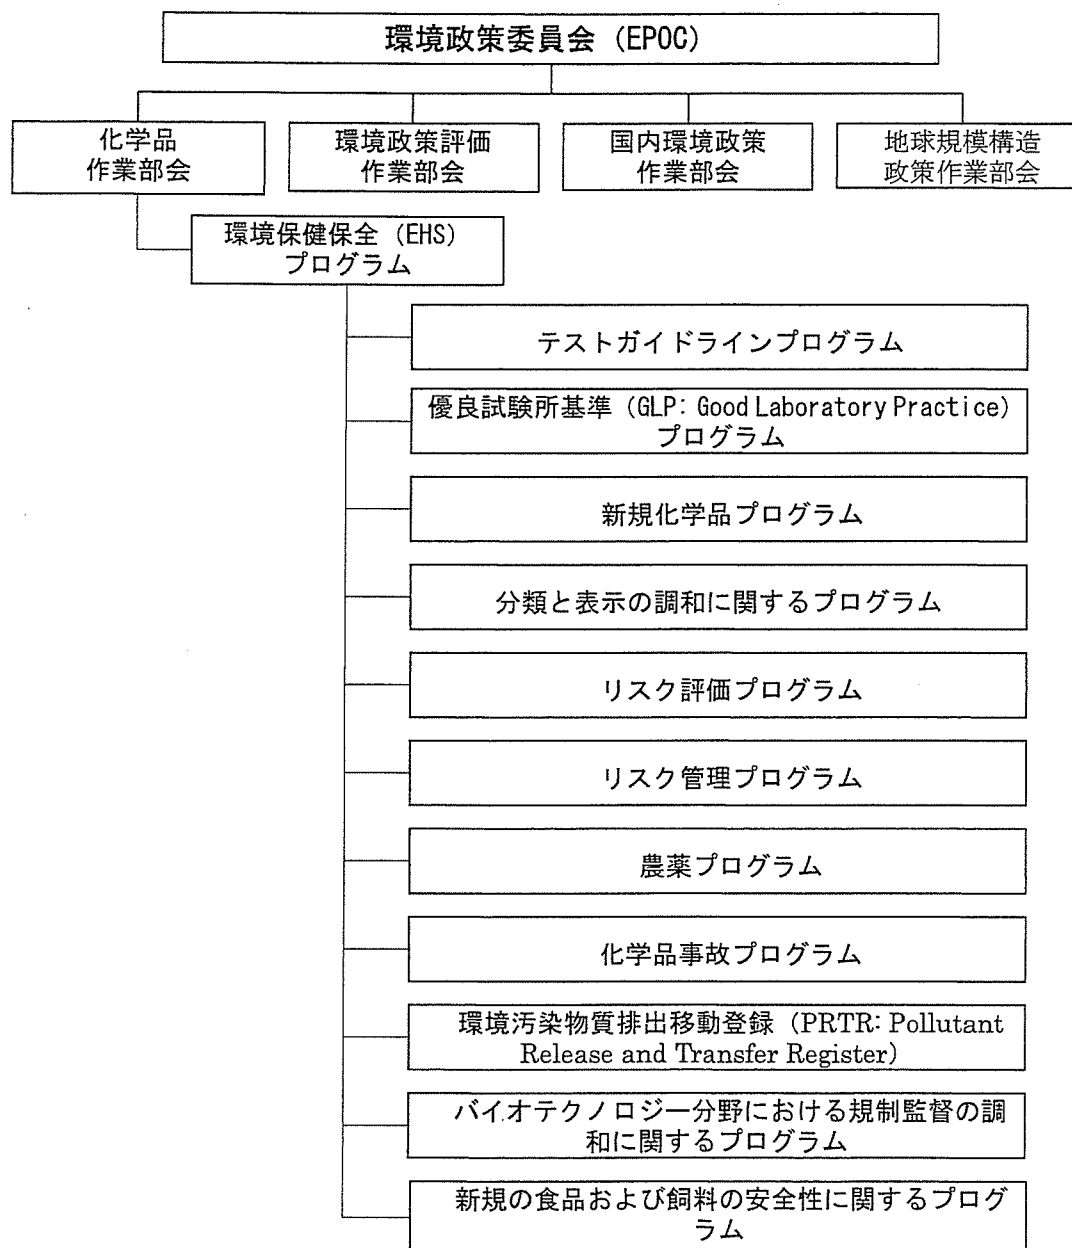 環境政策委員会（EPOC）
化学品
作業部会
環境政策評価
作業部会
国内環境政策
作業部会
地球規模構造
政策作業部会
環境保健保全（EHS）
プログラム
テストガイドラインプログラム
優良試験所基準（GLP: Good Laboratory Practice）
プログラム
新規化学品プログラム
分類と表示の調和に関するプログラム
リスク評価プログラム
リスク管理プログラム
農薬プログラム
化学品事故プログラム
環境汚染物質排出移動登録（PRTR: Pollutant
Release and Transfer Register）
バイオテクノロジー分野における規制監督の調
和に関するプログラム
新規の食品および飼料の安全性に関するプログ
ラム